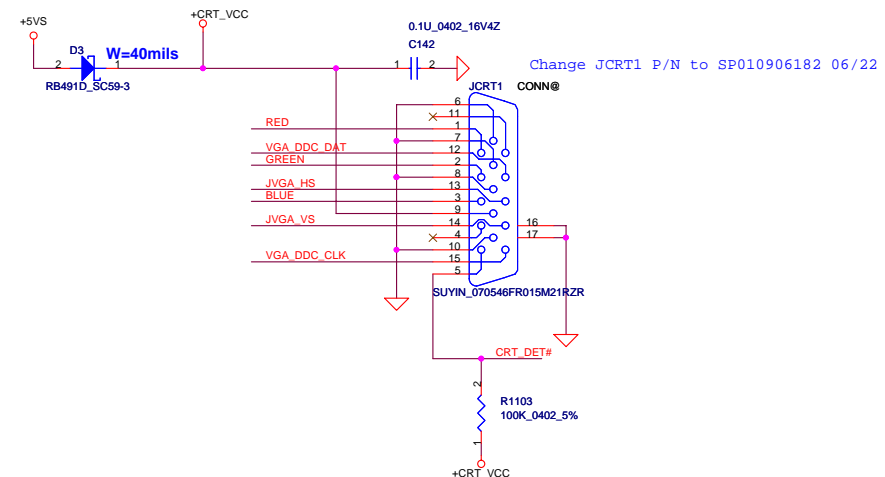 +5VS
+CRT_VCC
D3
W=40mils
2
1
RB491D_SC59-3
0.1U_0402_16V4Z
C142
1
2
Change JCRT1 P/N to SP010906182 06/22
JCRT1
CONN@
6
11
RED
1
7
VGA_DDC_DAT
12
GREEN
2
8
JVGA_HS
13
BLUE
3
9
JVGA_VS
14
4
10
VGA_DDC_CLK
15
5
16
17
SUYIN_070546FR015M21RZR
CRT_DET#
2
R1103
100K_0402_5%
1
+CRT_VCC